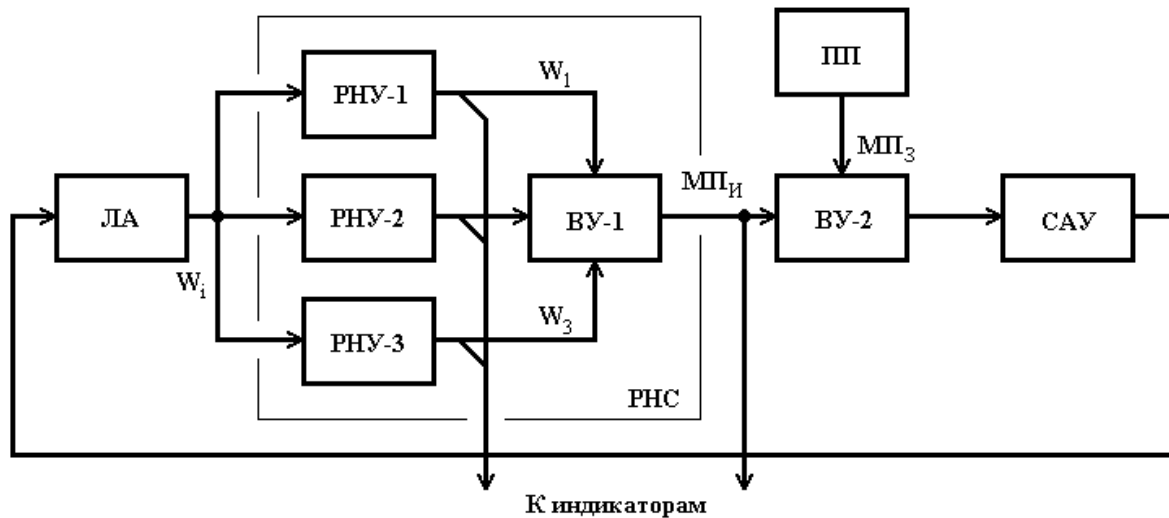 ПП
РНУ-1
W1
МПЗ
ЛА
РНУ-2
ВУ-1
МПИ
ВУ-2
САУ
Wi
РНУ-3
W3
РНС
К индикаторам